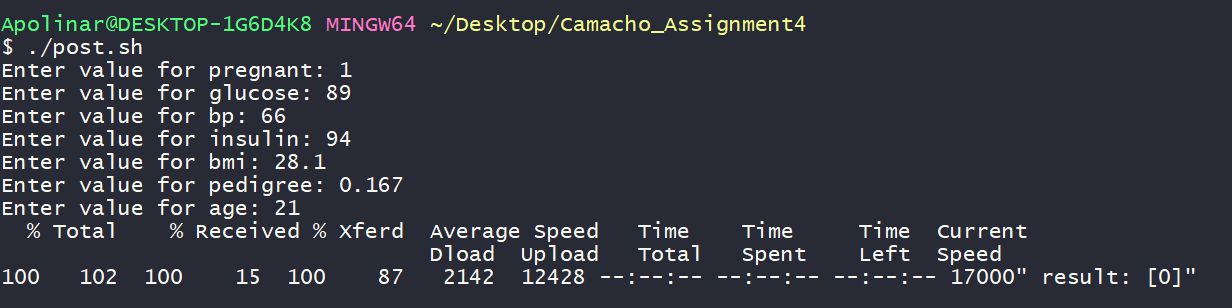 Apolinar@DESKTOP-1G6D4K8 MINGW64 ~/Desktop/Camacho_Assignment4
$ ./post.sh
Enter value for pregnant: 1
Enter value for glucose: 89
Enter value for bp: 66
Enter value for insulin: 94
Enter value for bmi: 28.1
Enter value for pedigree: 0.167
Enter value for age: 21
  % Total    % Received % Xferd  Average Speed   Time    Time     Time  Current
                                 Dload  Upload   Total   Spent    Left  Speed
100   102  100    15  100    87   2142  12428 --:--:-- --:--:-- --:--:-- 17000" result: [0]"